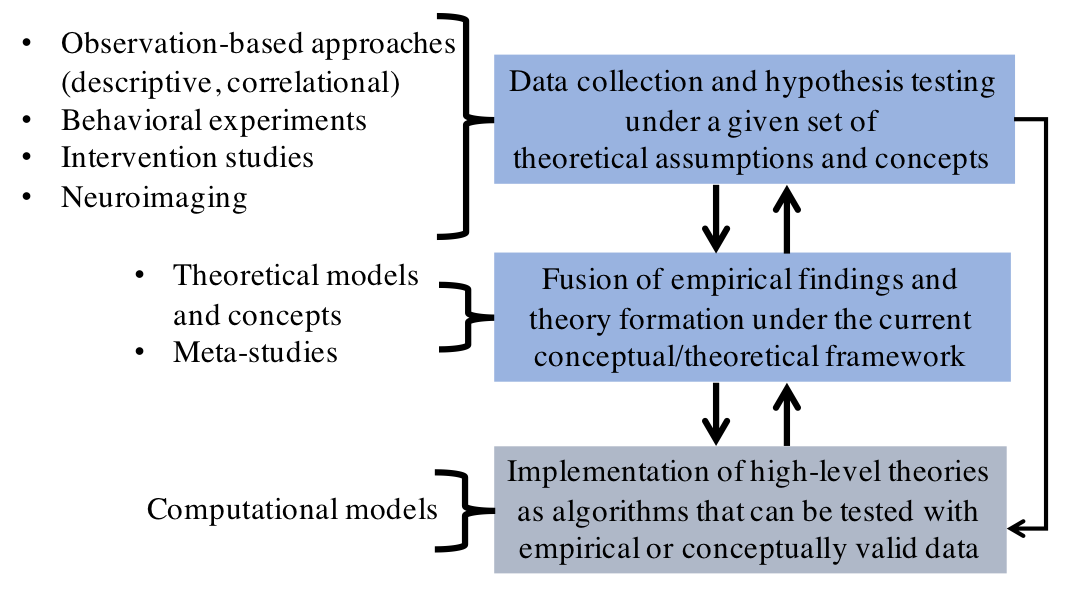 • Observation-based approaches
(descriptive, correlational)
• Behavioral experiments
• Intervention studies
• Neuroimaging
Data collection and hypothesis testing
under a given set of
theoretical assumptions and concepts
• Theoretical models
and concepts
• Meta-studies
Fusion of empirical findings and
theory formation under the current
conceptual/theoretical framework
Computational models
Implementation of high-level theories
as algorithms that can be tested with
empirical or conceptually valid data